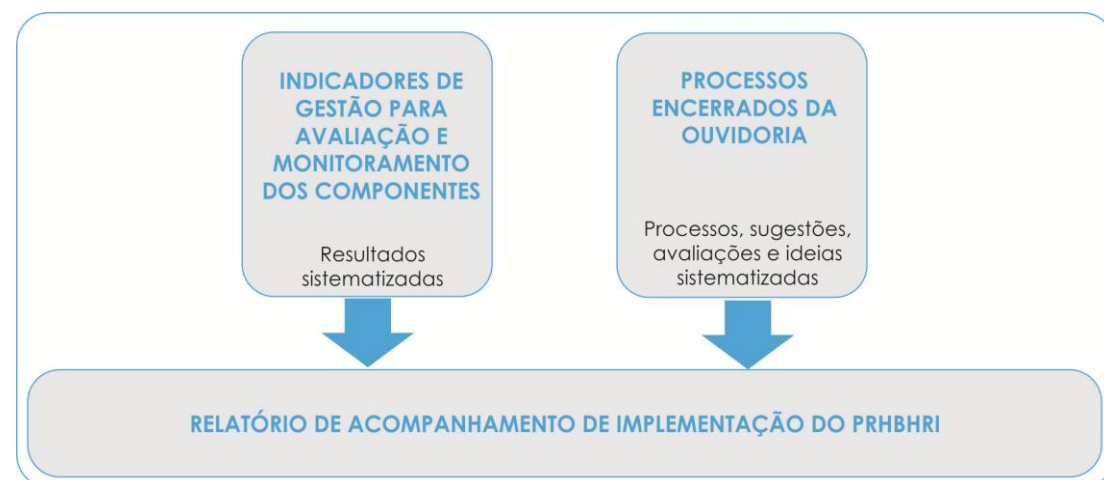 INDICADORES DE
GESTÃO PARA
AVALIAÇÃO E
MONITORAMENTO
DOS COMPONENTES
Resultados
sistematizadas
PROCESSOS
ENCERRADOS DA
OUVIDORIA
Processos, sugestões,
avaliações e ideias
sistematizadas
RELATÓRIO DE ACOMPANHAMENTO DE IMPLEMENTAÇÃO DO PRHBHRI